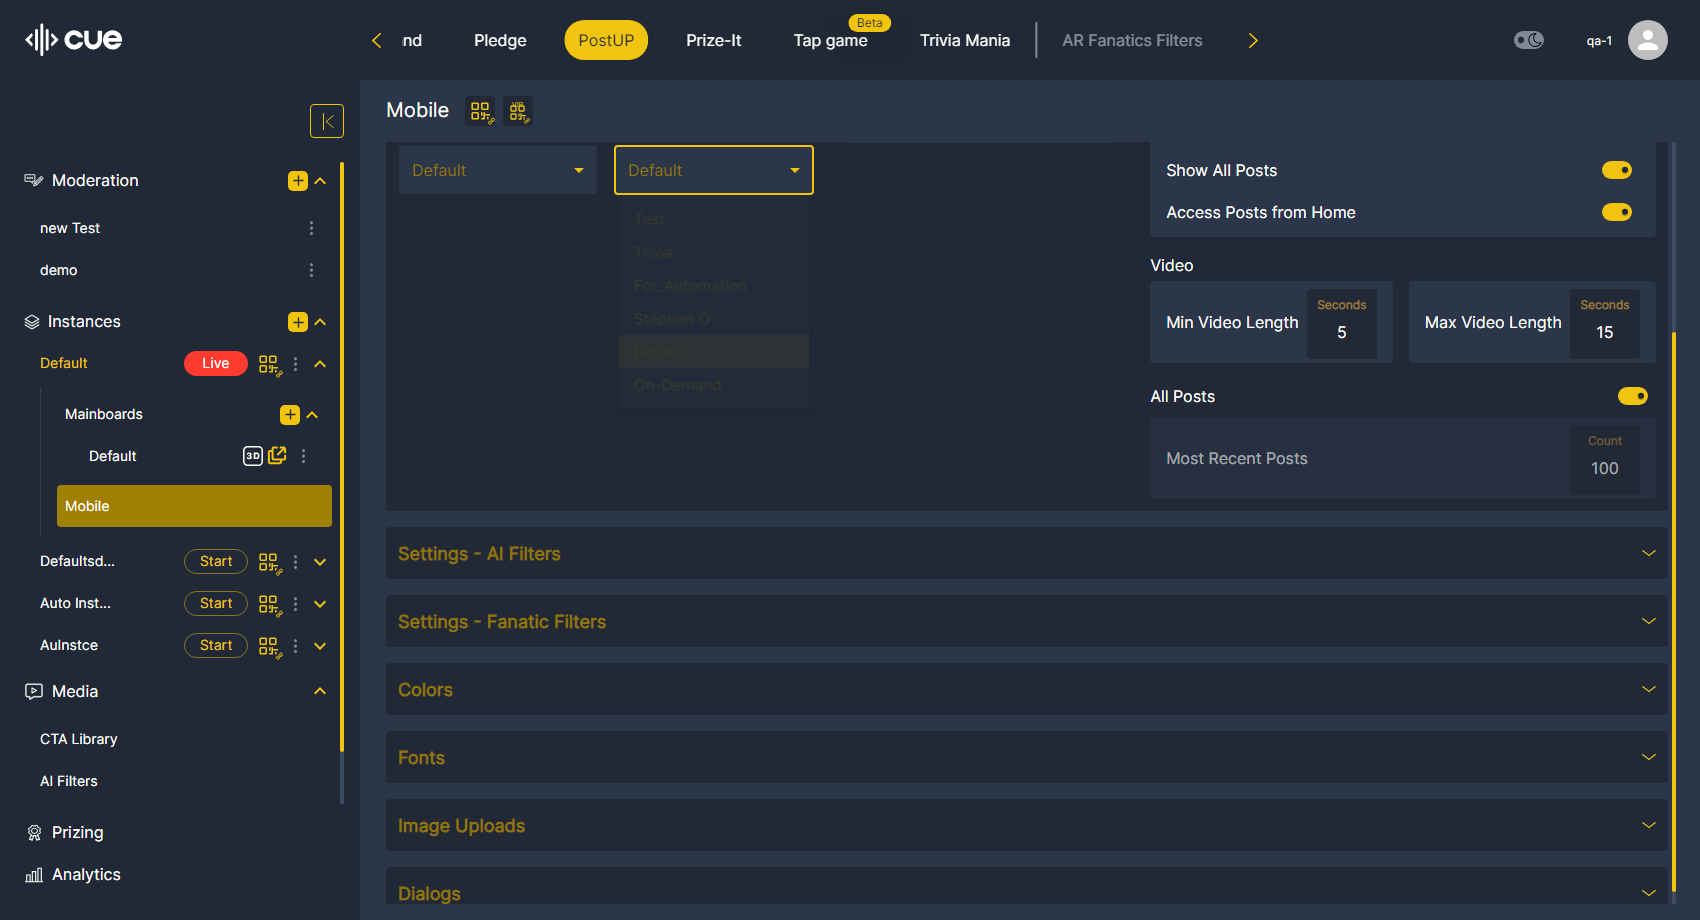 cue
nd
Pledge
PostUP
Prize-It
Tap game
Beta
Trivia Mania
AR Fanatics Filters
qa-1
Moderation
new Test
demo
Instances
Default
Live
Mainboards
Default
3D
Mobile
Defaultsd...
Start
Auto Inst...
Start
AuInstce
Start
Media
CTA Library
AI Filters
Prizing
Analytics
Mobile
VIP
Default
Default
Test
Trivia
For_Automation
Stephen O
Default
On-Demand
Show All Posts
Access Posts from Home
Video
Min Video Length
Seconds
5
Max Video Length
Seconds
15
All Posts
Most Recent Posts
Count
100
Settings - AI Filters
Settings - Fanatic Filters
Colors
Fonts
Image Uploads
Dialogs